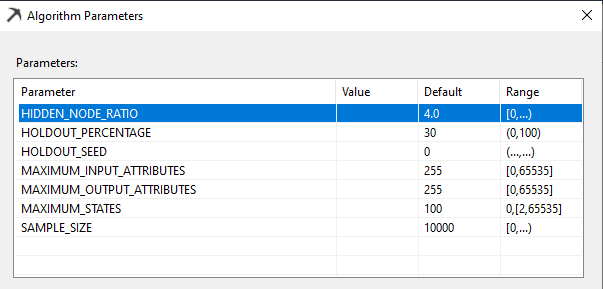 Algorithm Parameters
Parameters:
Parameter Value Default Range
HIDDEN_NODE_RATIO 4.0 [0,...)
HOLDOUT_PERCENTAGE 30 (0,100)
HOLDOUT_SEED 0 (...,...)
MAXIMUM_INPUT_ATTRIBUTES 255 [0,65535]
MAXIMUM_OUTPUT_ATTRIBUTES 255 [0,65535]
MAXIMUM_STATES 100 0,[2,65535]
SAMPLE_SIZE 10000 [0,...)